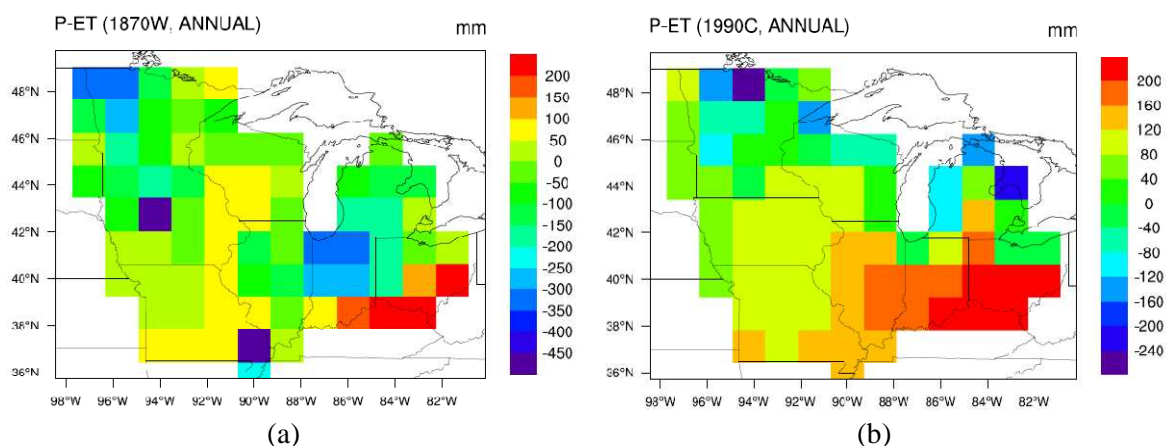 P-ET (1870W, ANNUAL) mm
48°N
46°N
44°N
42°N
40°N
38°N
36°N
98°W 96°W 94°W 92°W 90°W 88°W 86°W 84°W 82°W
200
150
100
50
0
-50
-100
-150
-200
-250
-300
-350
-400
-450
(a)
P-ET (1990C, ANNUAL) mm
48°N
46°N
44°N
42°N
40°N
38°N
36°N
98°W 96°W 94°W 92°W 90°W 88°W 86°W 84°W 82°W
200
160
120
80
40
0
-40
-80
-120
-160
-200
-240
(b)